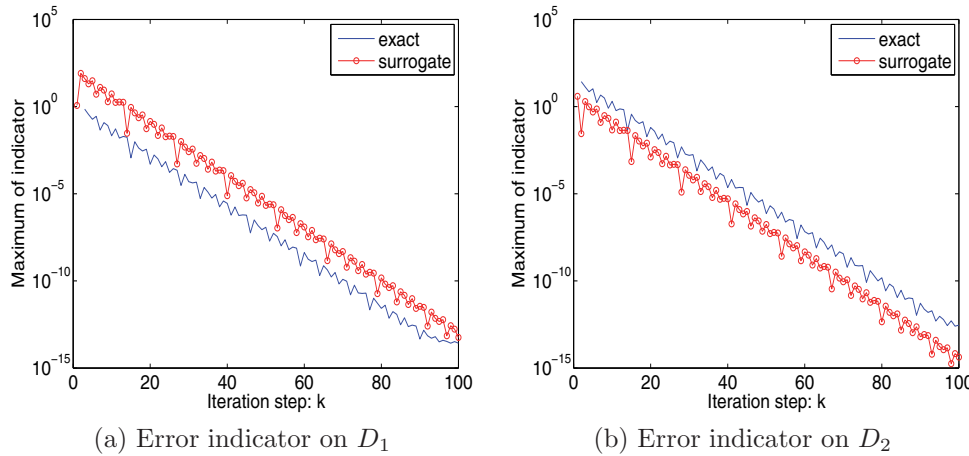 10^5
10^0
10^-5
10^-10
10^-15
Maximum of indicator
exact
surrogate
0 20 40 60 80 100
Iteration step: k
(a) Error indicator on D_1
10^5
10^0
10^-5
10^-10
10^-15
Maximum of indicator
exact
surrogate
0 20 40 60 80 100
Iteration step: k
(b) Error indicator on D_2